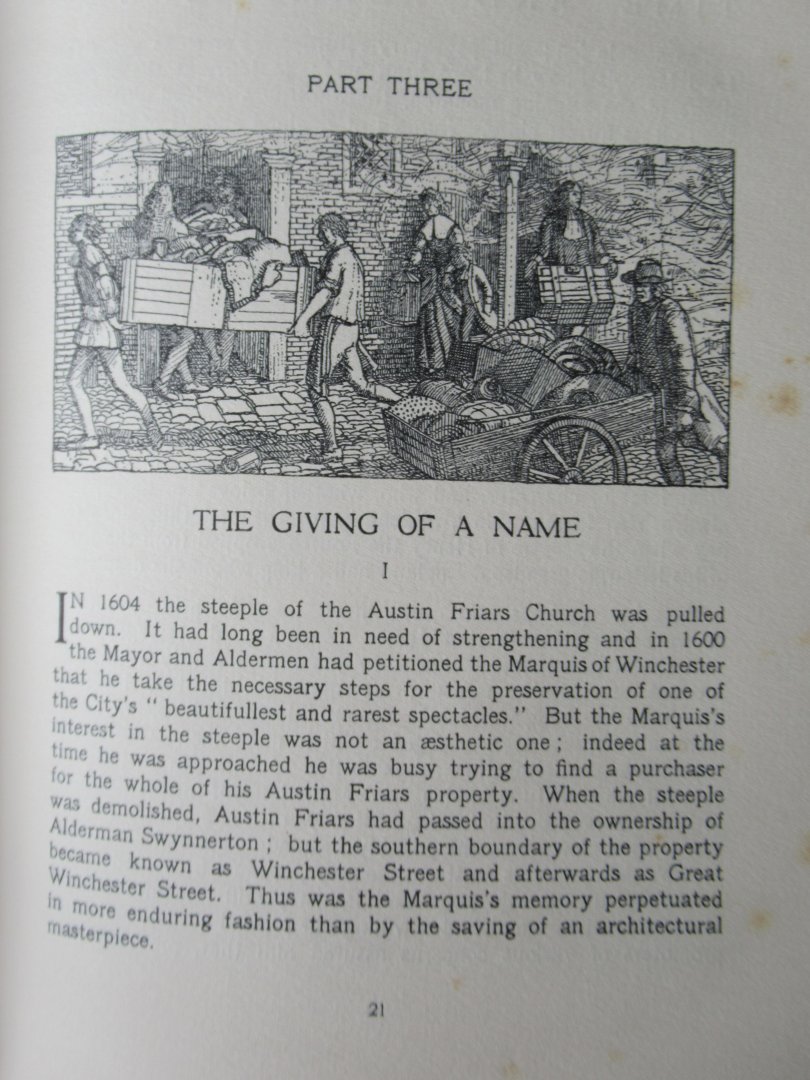 PART THREE
THE GIVING OF A NAME
I
IN 1604 the steeple of the Austin Friars Church was pulled
down. It had long been in need of strengthening and in 1600
the Mayor and Aldermen had petitioned the Marquis of Winchester
that he take the necessary steps for the preservation of one of
the City's " beautifullest and rarest spectacles." But the Marquis's
interest in the steeple was not an æsthetic one ; indeed at the
time he was approached he was busy trying to find a purchaser
for the whole of his Austin Friars property. When the steeple
was demolished, Austin Friars had passed into the ownership of
Alderman Swynnerton ; but the southern boundary of the property
became known as Winchester Street and afterwards as Great
Winchester Street. Thus was the Marquis's memory perpetuated
in more enduring fashion than by the saving of an architectural
masterpiece.
21